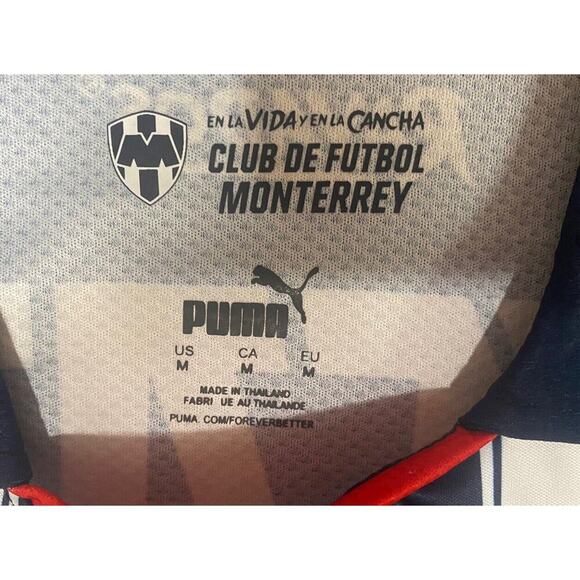 EN LA VIDA Y EN LA CANCHA
CLUB DE FUTBOL
MONTERREY
M
PUMA
US CA EU
M M M
MADE IN THAILAND
FABRI UE AU THAILANDE
PUMA. COM/FOREVERBETTER